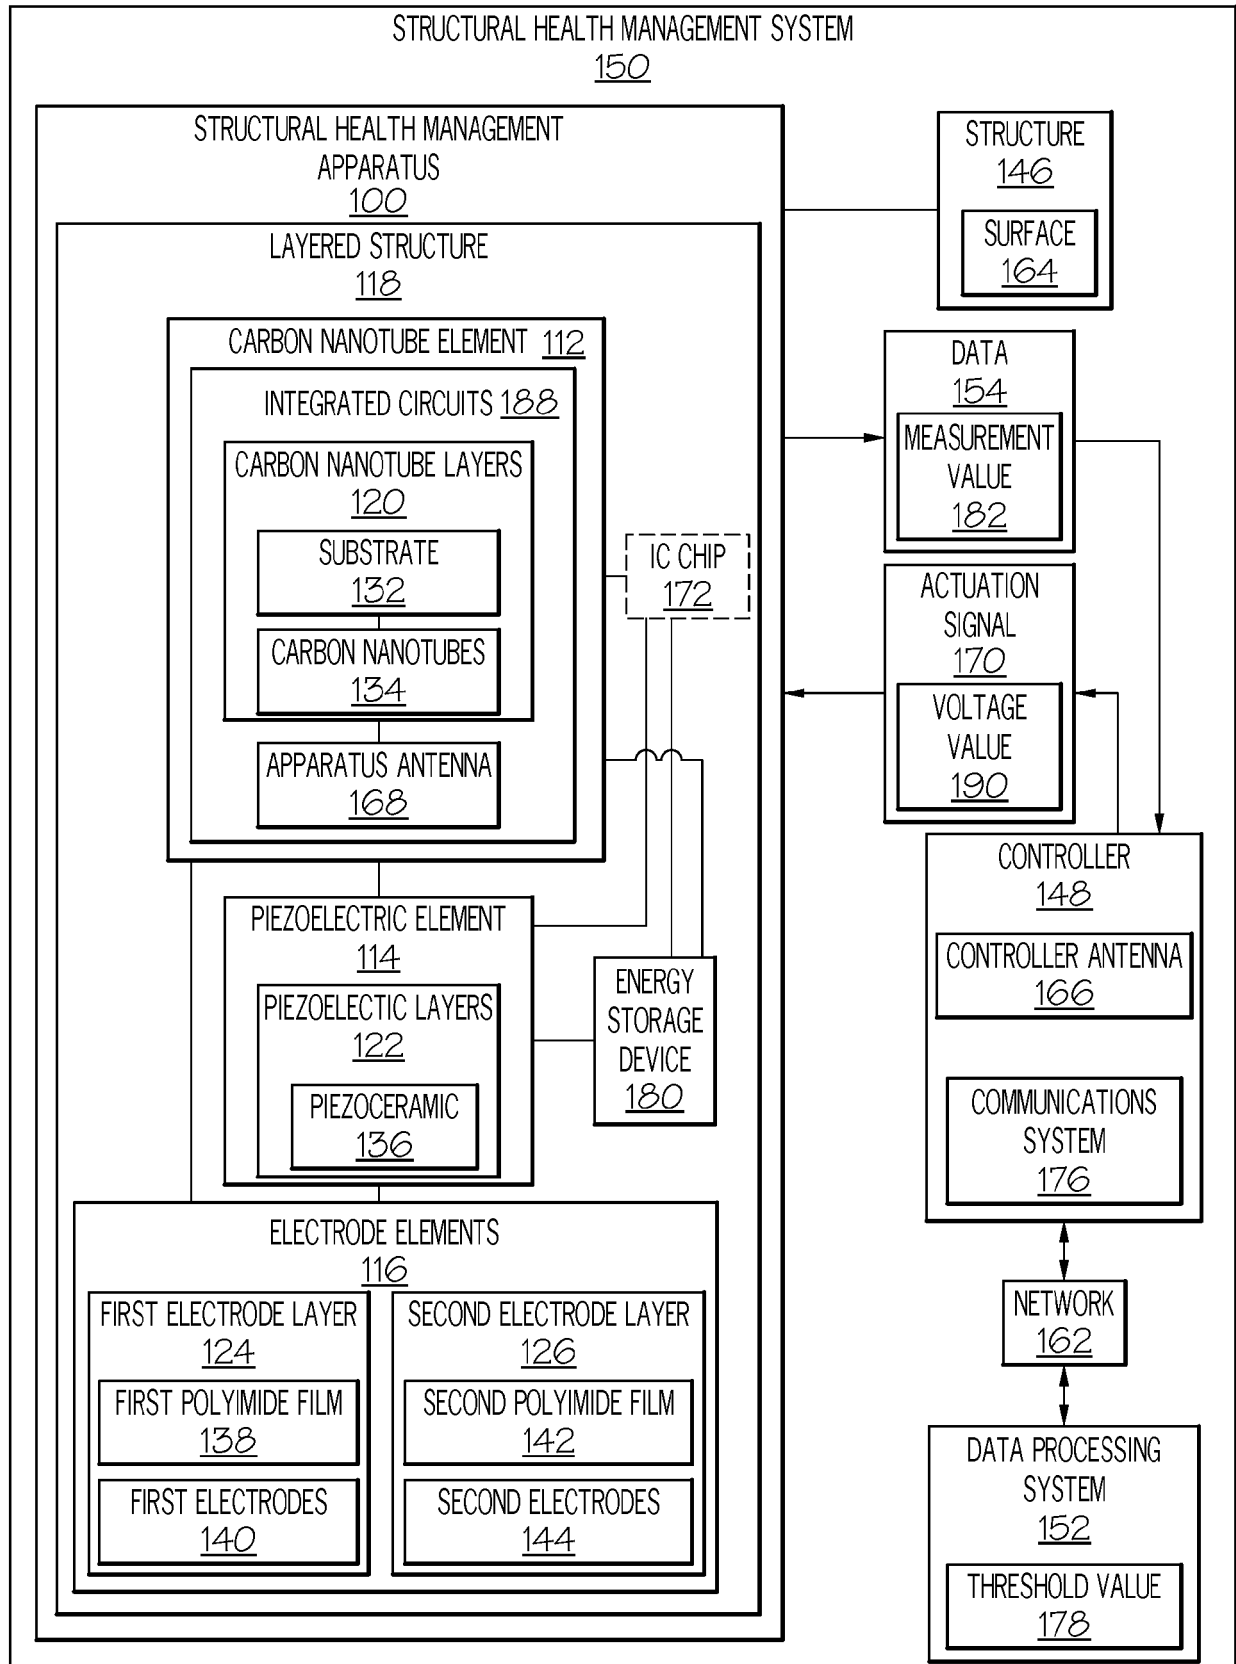 STRUCTURAL HEALTH MANAGEMENT SYSTEM
150
STRUCTURAL HEALTH MANAGEMENT
APPARATUS
100
LAYERED STRUCTURE
118
CARBON NANOTUBE ELEMENT 112
INTEGRATED CIRCUITS 188
CARBON NANOTUBE LAYERS
120
SUBSTRATE
132
CARBON NANOTUBES
134
APPARATUS ANTENNA
168
IC CHIP
172
PIEZOELECTRIC ELEMENT
114
PIEZOELECTIC LAYERS
122
PIEZOCERAMIC
136
ENERGY
STORAGE
DEVICE
180
ELECTRODE ELEMENTS
116
FIRST ELECTRODE LAYER
124
FIRST POLYIMIDE FILM
138
FIRST ELECTRODES
140
SECOND ELECTRODE LAYER
126
SECOND POLYIMIDE FILM
142
SECOND ELECTRODES
144
STRUCTURE
146
SURFACE
164
DATA
154
MEASUREMENT
VALUE
182
ACTUATION
SIGNAL
170
VOLTAGE
VALUE
190
CONTROLLER
148
CONTROLLER ANTENNA
166
COMMUNICATIONS
SYSTEM
176
NETWORK
162
DATA PROCESSING
SYSTEM
152
THRESHOLD VALUE
178